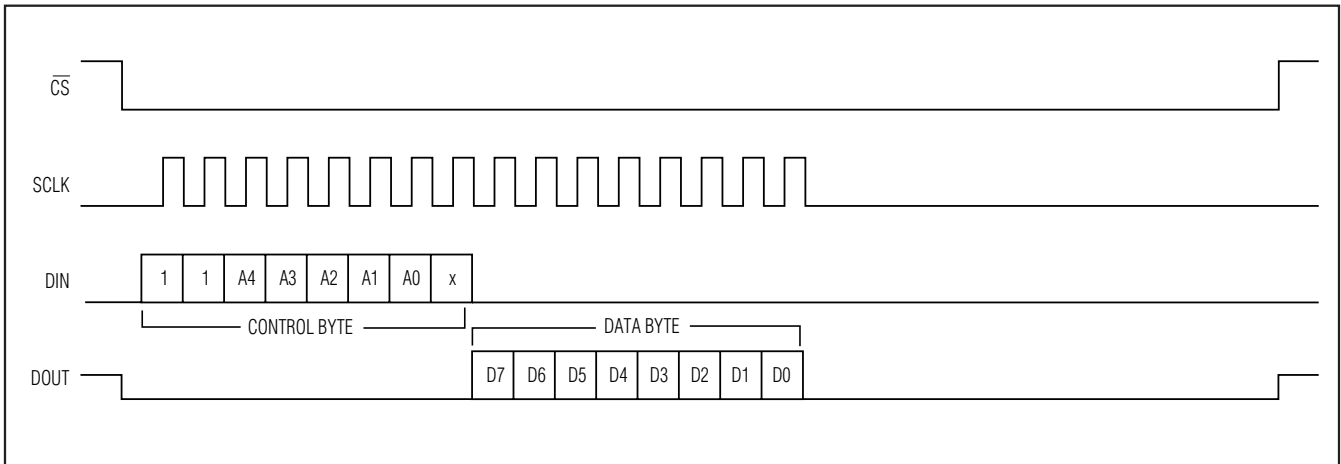 C̅S̅
SCLK
DIN
1 1 A4 A3 A2 A1 A0 x
CONTROL BYTE
DATA BYTE
DOUT
D7 D6 D5 D4 D3 D2 D1 D0